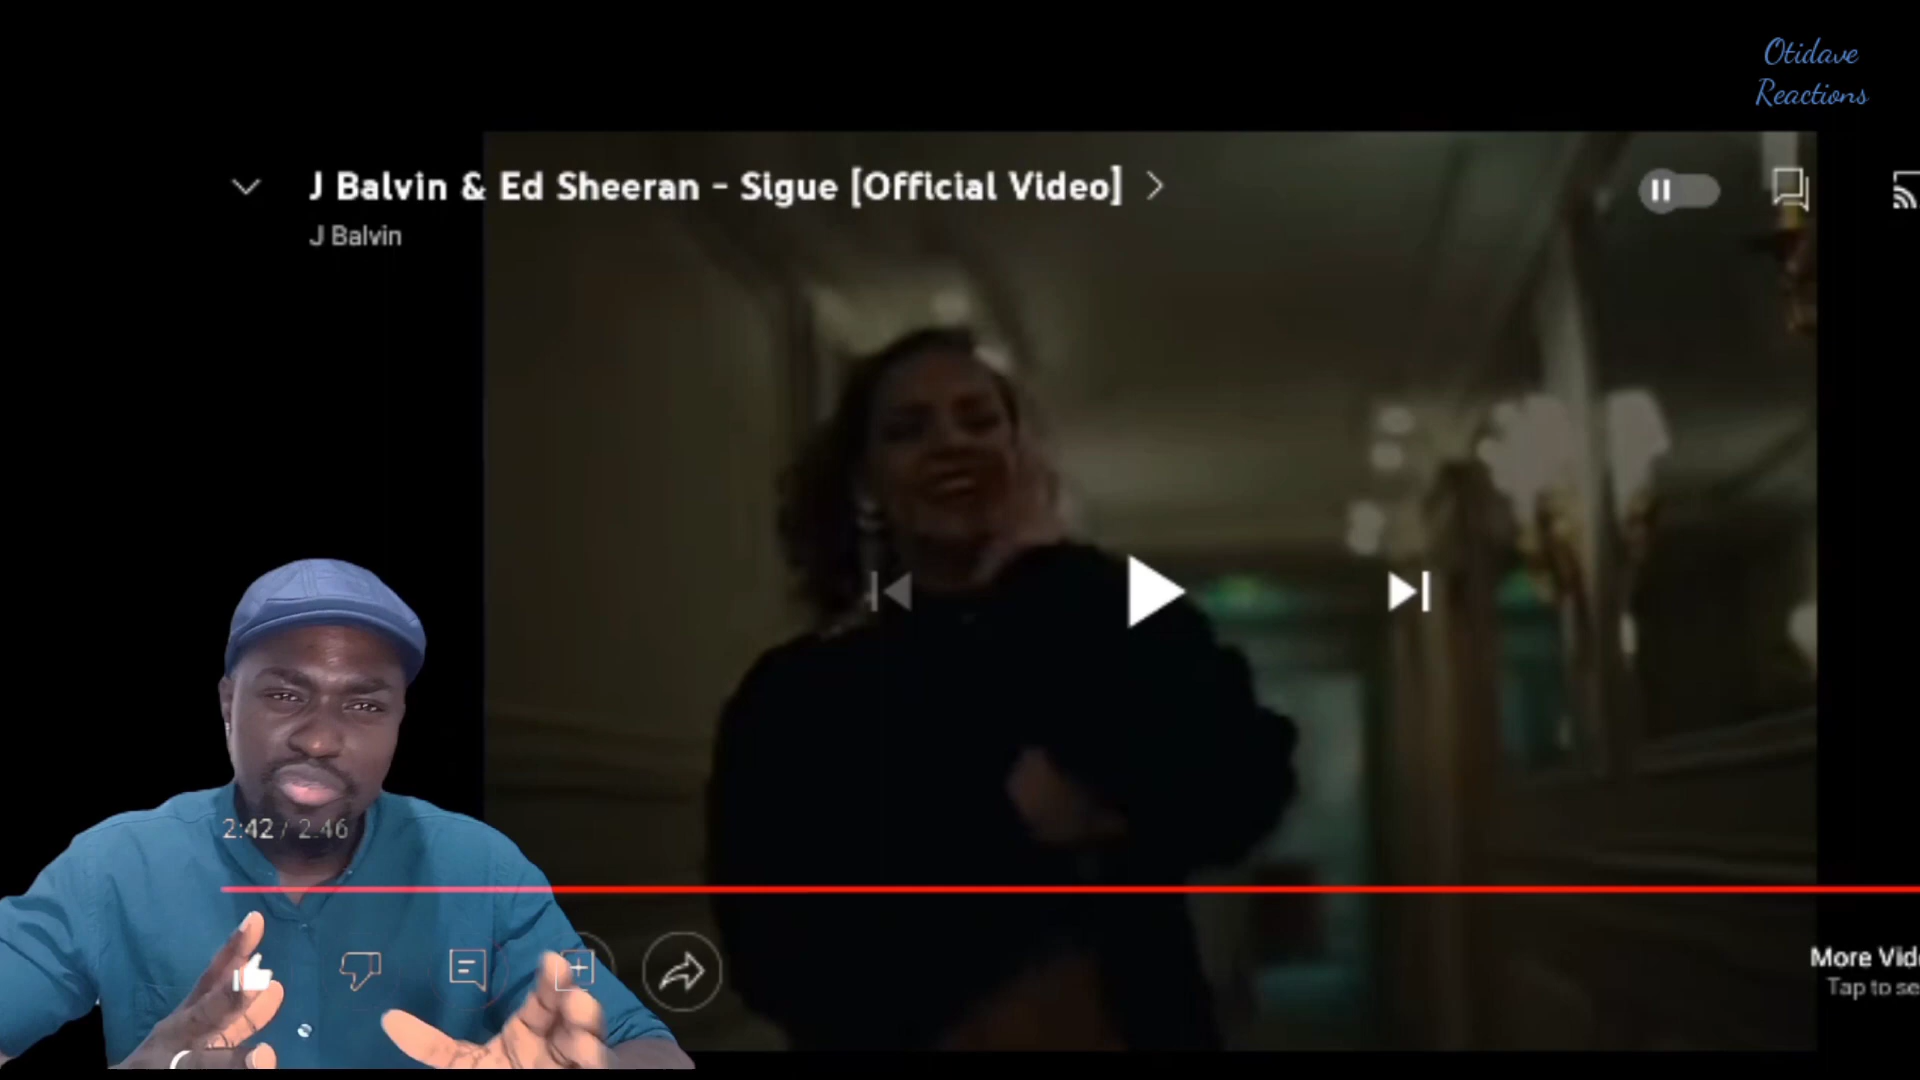 Otidave
Reactions
J Balvin & Ed Sheeran - Sigue [Official Video]
J Balvin
2:42 / 2:46
More Vid
Tap to se